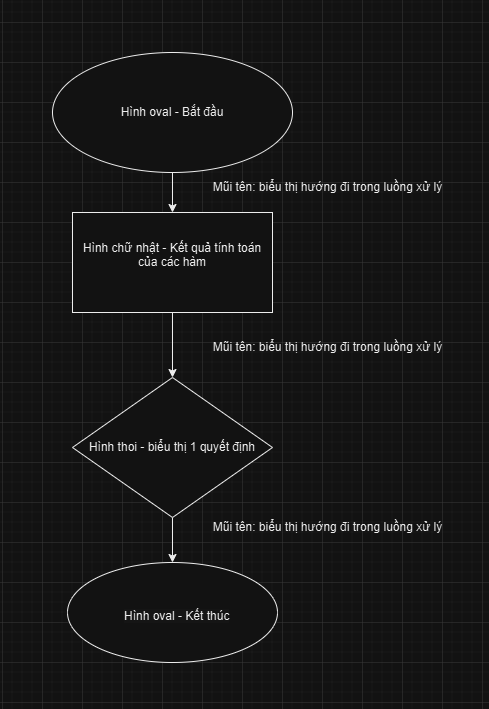 Hình oval - Bắt đầu
Mũi tên: biểu thị hướng đi trong luồng xử lý
Hình chữ nhật - Kết quả tính toán
của các hàm
Mũi tên: biểu thị hướng đi trong luồng xử lý
Hình thoi - biểu thị 1 quyết định
Mũi tên: biểu thị hướng đi trong luồng xử lý
Hình oval - Kết thúc